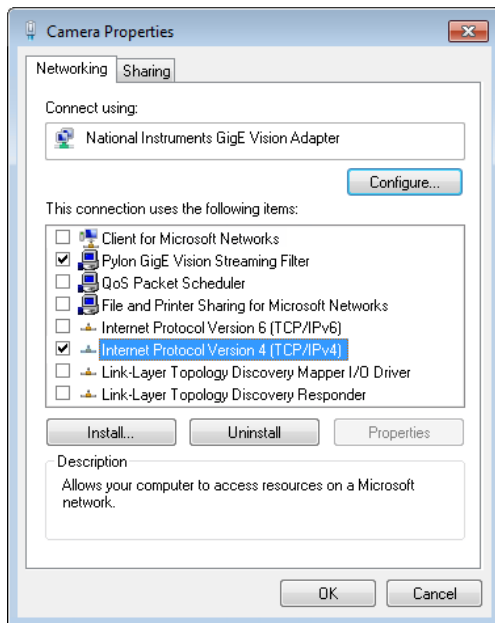 Camera Properties
Networking
Sharing
Connect using:
National Instruments GigE Vision Adapter
Configure...
This connection uses the following items:
Client for Microsoft Networks
Pylon GigE Vision Streaming Filter
QoS Packet Scheduler
File and Printer Sharing for Microsoft Networks
Internet Protocol Version 6 (TCP/IPv6)
Internet Protocol Version 4 (TCP/IPv4)
Link-Layer Topology Discovery Mapper I/O Driver
Link-Layer Topology Discovery Responder
Install...
Uninstall
Properties
Description
Allows your computer to access resources on a Microsoft
network.
OK
Cancel